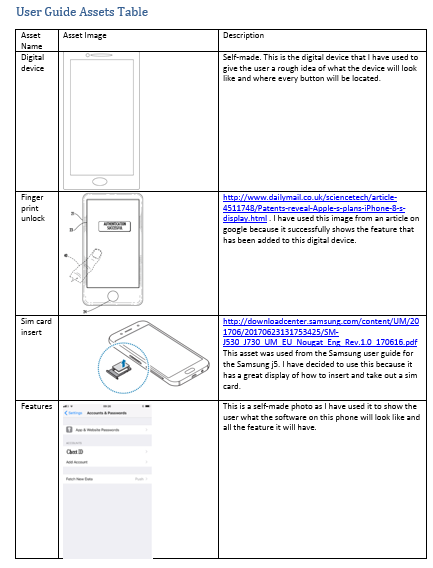 User Guide Assets Table
Asset Name
Asset Image
Description
Digital device
Self-made. This is the digital device that I have used to
give the user a rough idea of what the device will look
like and where every button will be located.
Finger print unlock
AUTHENTICATION
SUCCESSFUL
http://www.dailymail.co.uk/sciencetech/article-
4511748/Patents-reveal-Apple-s-plans-iPhone-8-s-
display.html . I have used this image from an article on
google because it successfully shows the feature that
has been added to this digital device.
Sim card insert
http://downloadcenter.samsung.com/content/UM/20
1706/20170623131753425/SM-
J530_J730_UM_EU_Nougat_Eng_Rev.1.0_170616.pdf
This asset was used from the Samsung user guide for
the Samsung j5. I have decided to use this because it
has a great display of how to insert and take out a sim
card.
Features
Settings Accounts & Passwords
App & Website Passwords
ACCOUNTS
Add Account
Fetch New Data Push
This is a self-made photo as I have used it to show the
user what the software on this phone will look like and
all the feature it will have.